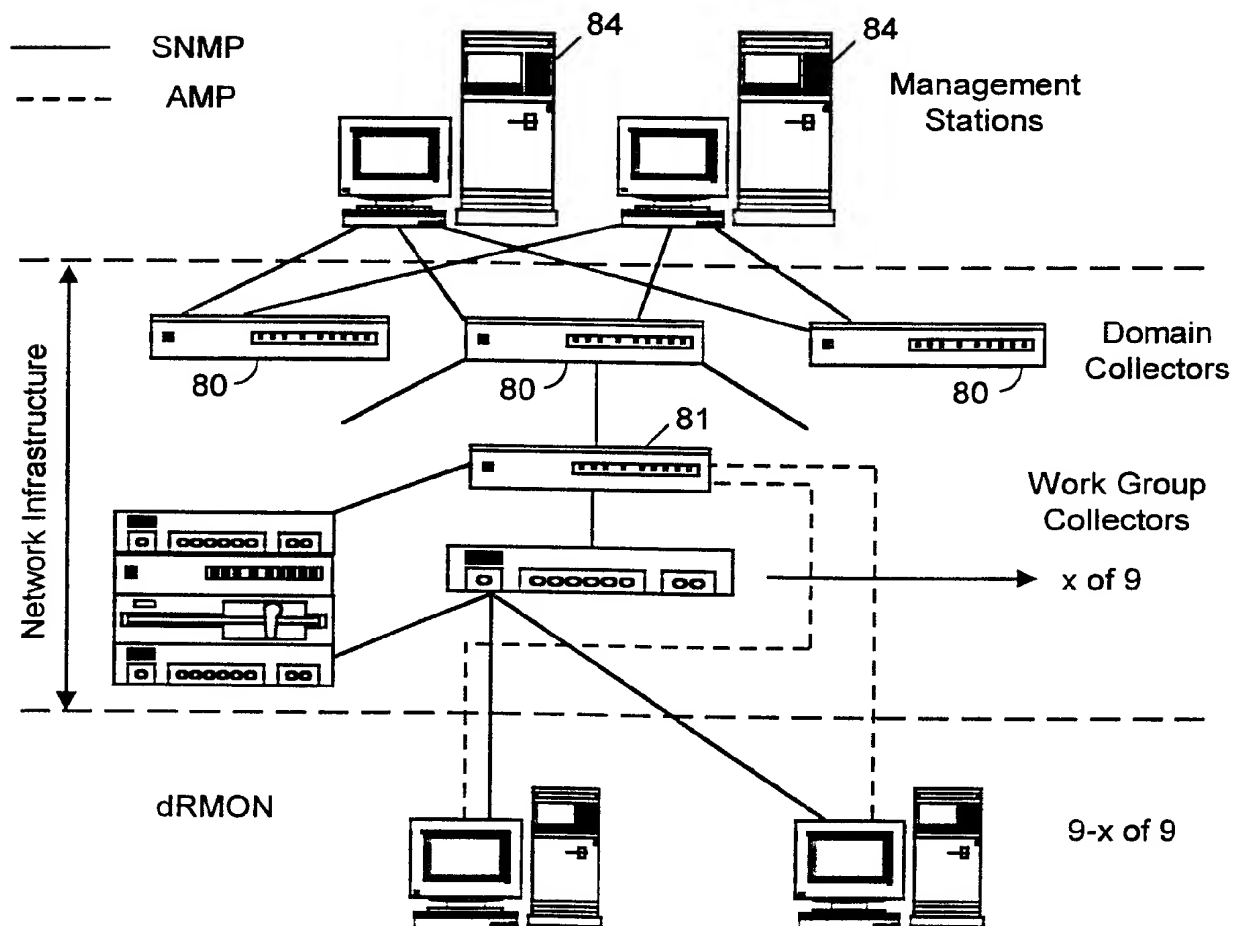 SNMP
AMP
84
84
Management
Stations
Network Infrastructure
80
80
80
Domain
Collectors
81
Work Group
Collectors
x of 9
dRMON
9-x of 9